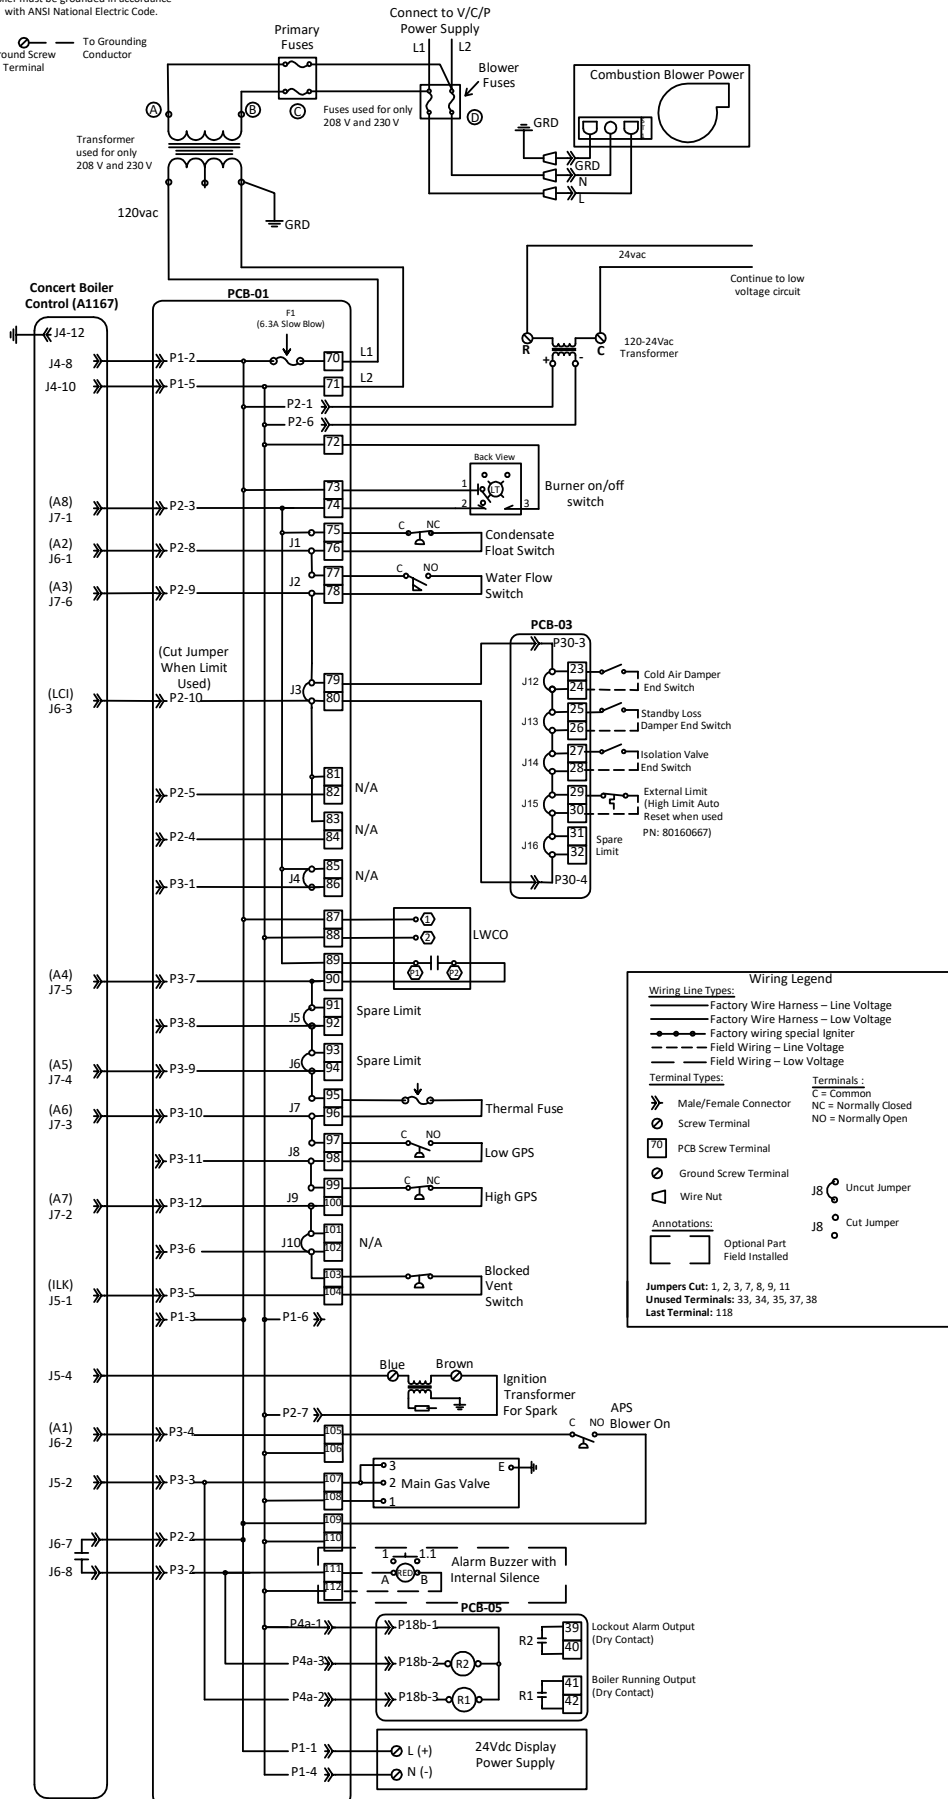 with ANSI National Electric Code.
To Grounding
Conductor
Ground Screw
Terminal
Primary
Fuses
Connect to V/C/P
Power Supply
L1
L2
Blower
Fuses
A
B
C
D
Fuses used for only
208 V and 230 V
Transformer
used for only
208 V and 230 V
120vac
GRD
Combustion Blower Power
GRD
GRD
N
L
24vac
Continue to low
voltage circuit
R
C
+
-
120-24Vac
Transformer
Concert Boiler
Control (A1167)
PCB-01
F1
(6.3A Slow Blow)
J4-12
J4-8
P1-2
70
L1
J4-10
P1-5
71
L2
P2-1
P2-6
72
Back View
LT
1
2
3
Burner on/off
switch
73
(A8)
J7-1
P2-3
74
75
C
NC
Condensate
Float Switch
(A2)
J6-1
P2-8
J1
76
77
C
NO
Water Flow
Switch
(A3)
J7-6
P2-9
J2
78
(Cut Jumper
When Limit
Used)
79
(LCI)
J6-3
P2-10
J3
80
81
P2-5
82
N/A
83
P2-4
84
N/A
85
P3-1
J4
86
N/A
87
1
88
2
LWCO
89
P1
P2
(A4)
J7-5
P3-7
90
91
Spare Limit
P3-8
J5
92
93
Spare Limit
(A5)
J7-4
P3-9
J6
94
95
Thermal Fuse
(A6)
J7-3
P3-10
J7
96
97
C
NO
Low GPS
P3-11
J8
98
99
C
NC
High GPS
(A7)
J7-2
P3-12
J9
100
101
P3-6
J10
102
N/A
103
Blocked
Vent
Switch
(ILK)
J5-1
P3-5
104
P1-3
P1-6
PCB-03
P30-3
J12
23
24
Cold Air Damper
End Switch
J13
25
26
Standby Loss
Damper End Switch
J14
27
28
Isolation Valve
End Switch
J15
29
30
External Limit
(High Limit Auto
Reset when used
PN: 80160667)
J16
31
32
Spare
Limit
P30-4
Wiring Legend
Wiring Line Types:
Factory Wire Harness – Line Voltage
Factory Wire Harness – Low Voltage
Factory wiring special Igniter
Field Wiring – Line Voltage
Field Wiring – Low Voltage
Terminal Types:
Male/Female Connector
Screw Terminal
70
PCB Screw Terminal
Ground Screw Terminal
Wire Nut
Terminals :
C = Common
NC = Normally Closed
NO = Normally Open
J8
Uncut Jumper
J8
Cut Jumper
Annotations:
Optional Part
Field Installed
Jumpers Cut: 1, 2, 3, 7, 8, 9, 11
Unused Terminals: 33, 34, 35, 37, 38
Last Terminal: 118
J5-4
Blue
Brown
Ignition
Transformer
For Spark
P2-7
APS
Blower On
C
NO
(A1)
J6-2
P3-4
105
106
J5-2
P3-3
107
108
3
2
1
Main Gas Valve
E
109
J6-7
P2-2
110
J6-8
P3-2
111
112
1
1.1
A
RED
B
Alarm Buzzer with
Internal Silence
PCB-05
P4a-1
P18b-1
P4a-3
P18b-2
R2
P4a-2
P18b-3
R1
R2
39
40
Lockout Alarm Output
(Dry Contact)
R1
41
42
Boiler Running Output
(Dry Contact)
P1-1
L (+)
P1-4
N (-)
24Vdc Display
Power Supply